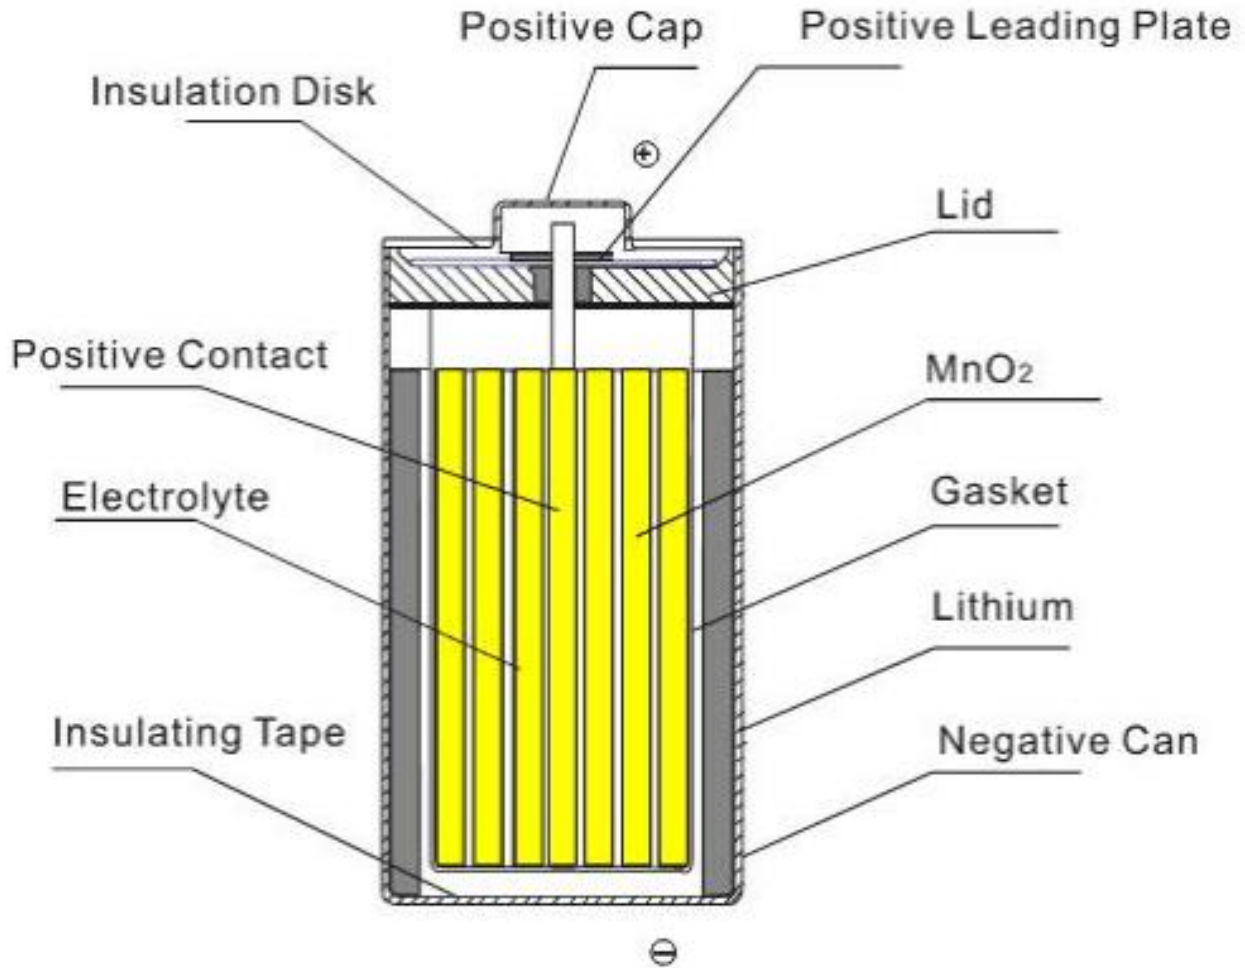 Positive Cap
Positive Leading Plate
Insulation Disk
+
Lid
Positive Contact
MnO₂
Electrolyte
Gasket
Lithium
Insulating Tape
Negative Can
−